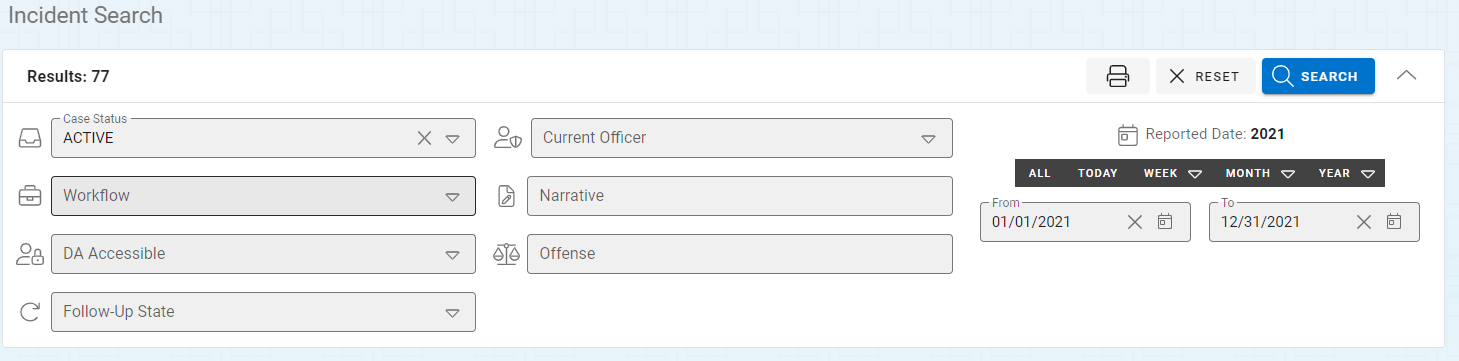 Incident Search
Results: 77
RESET
SEARCH
Case Status
ACTIVE
Current Officer
Reported Date: 2021
ALL TODAY WEEK MONTH YEAR
Workflow
Narrative
From
01/01/2021
To
12/31/2021
DA Accessible
Offense
Follow-Up State